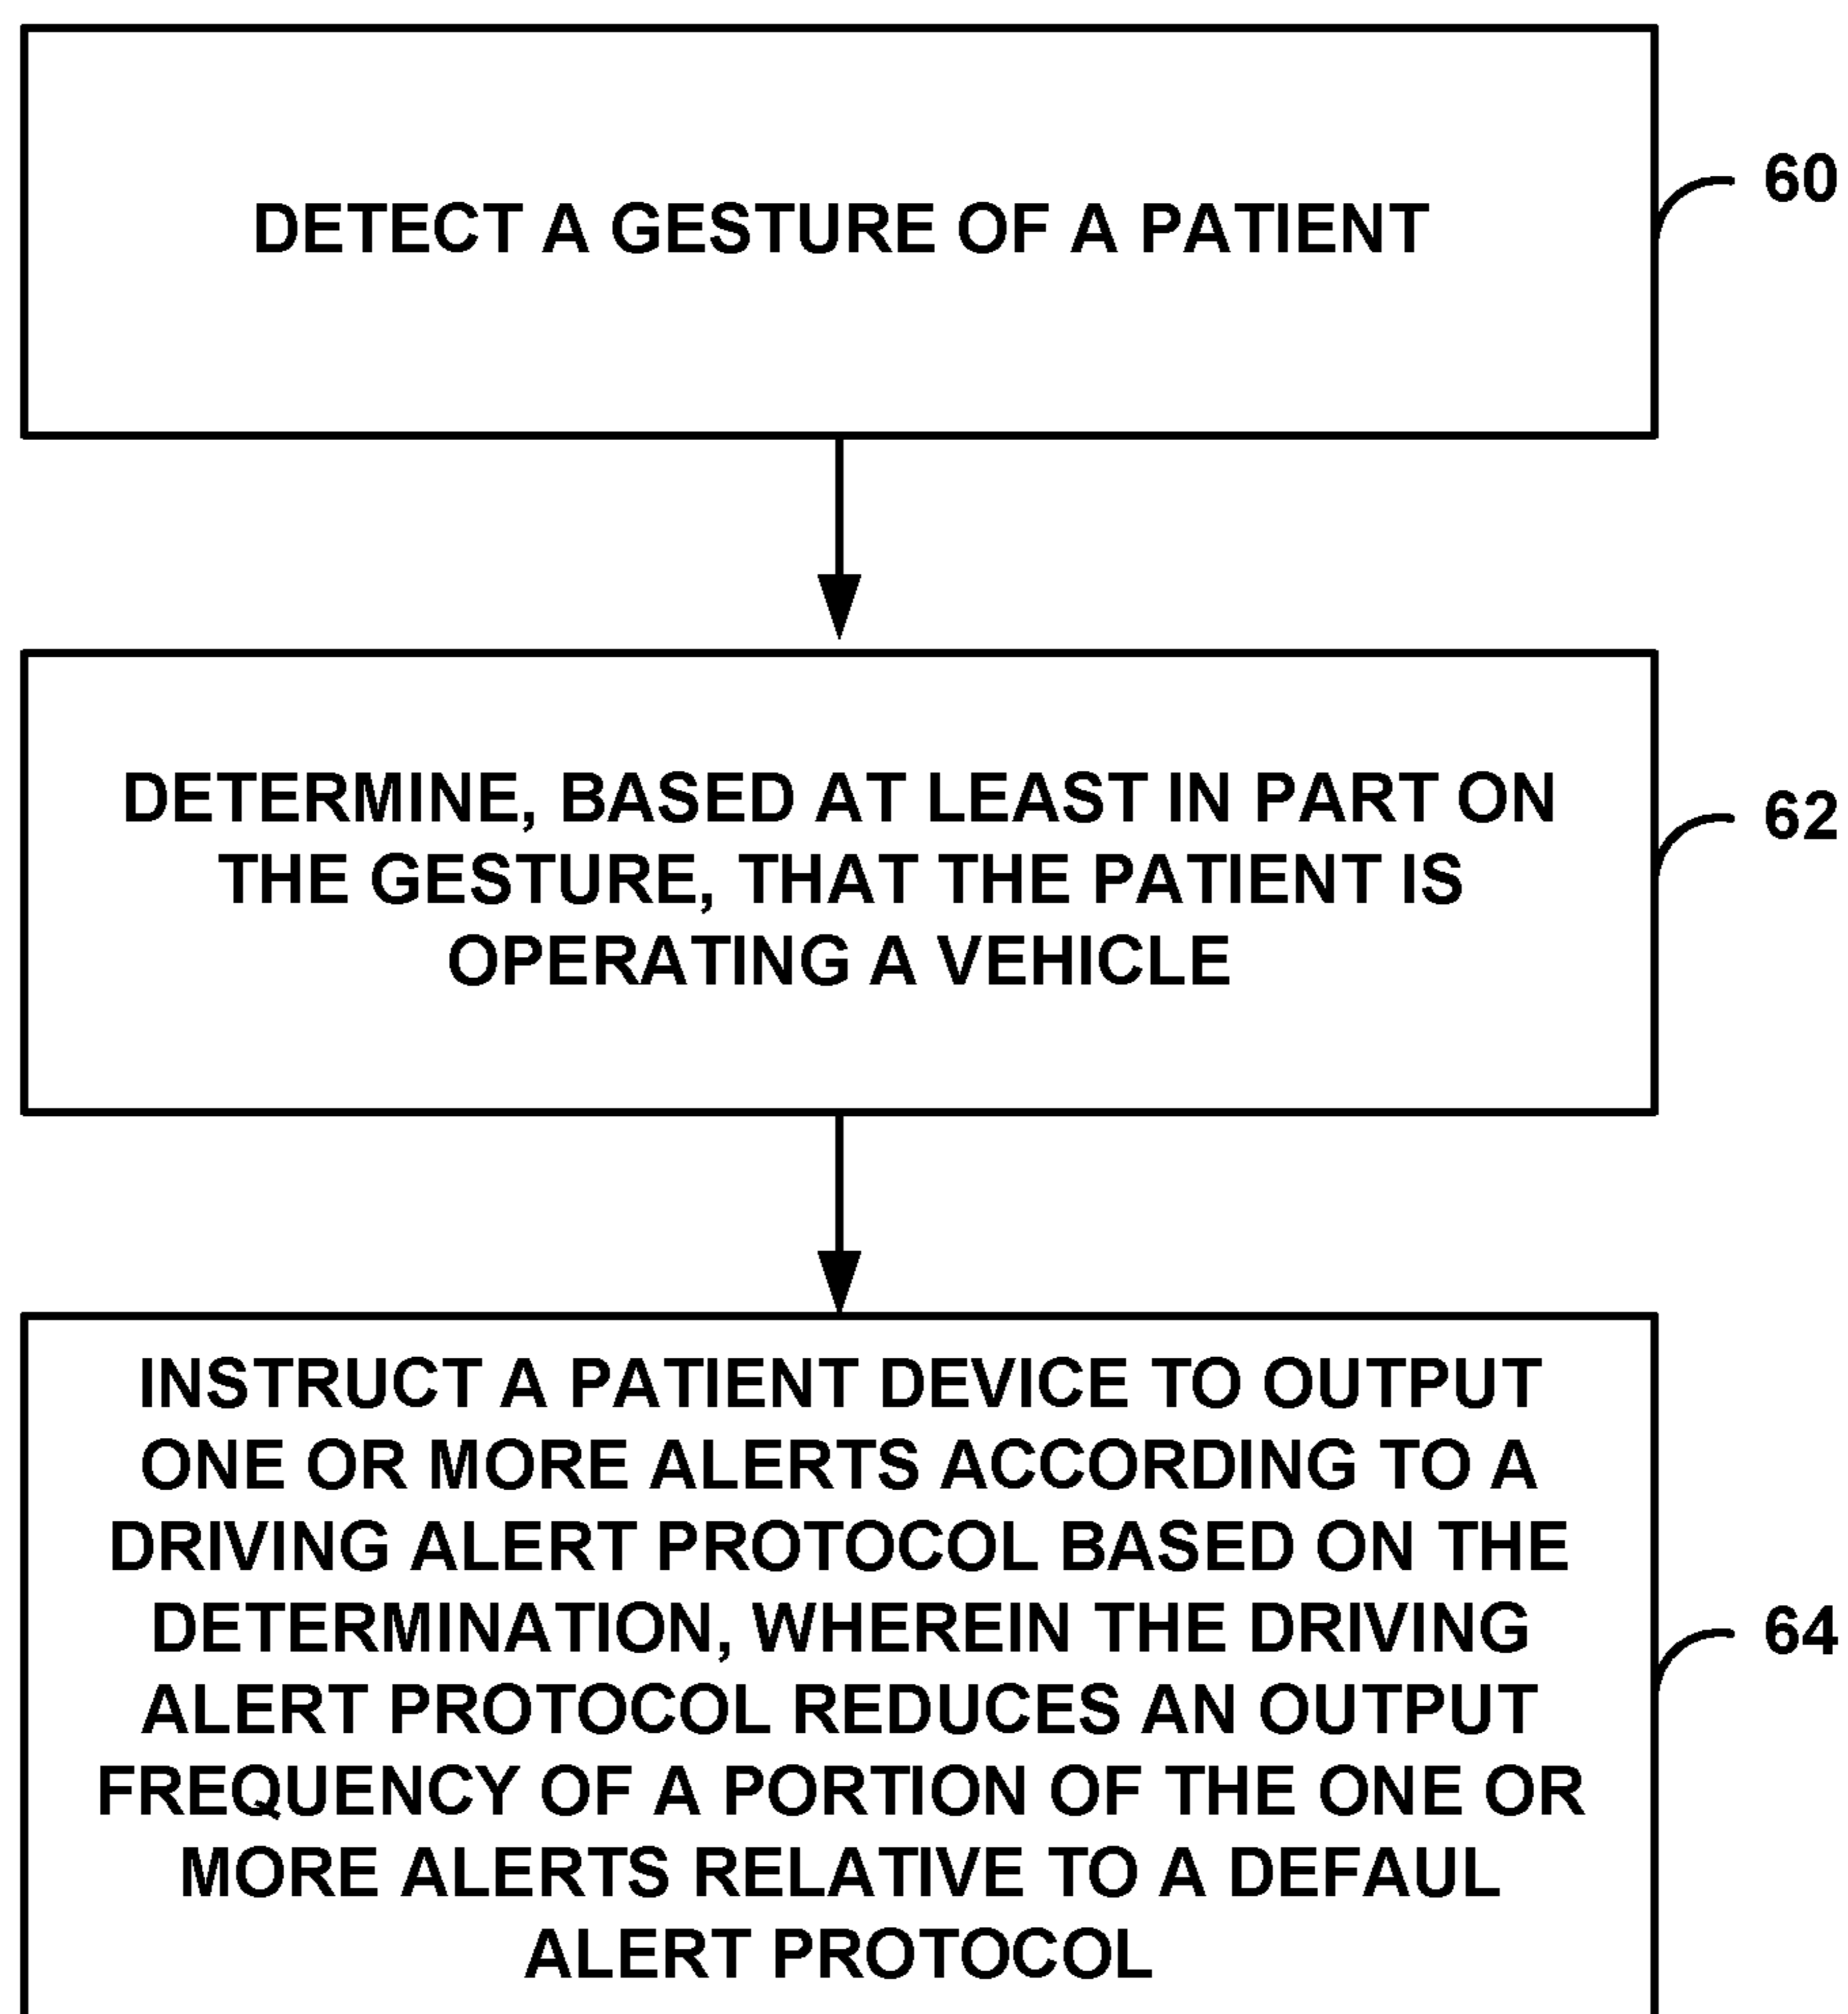 DETECT A GESTURE OF A PATIENT
60
DETERMINE, BASED AT LEAST IN PART ON
THE GESTURE, THAT THE PATIENT IS
OPERATING A VEHICLE
62
INSTRUCT A PATIENT DEVICE TO OUTPUT
ONE OR MORE ALERTS ACCORDING TO A
DRIVING ALERT PROTOCOL BASED ON THE
DETERMINATION, WHEREIN THE DRIVING
ALERT PROTOCOL REDUCES AN OUTPUT
FREQUENCY OF A PORTION OF THE ONE OR
MORE ALERTS RELATIVE TO A DEFAUL
ALERT PROTOCOL
64